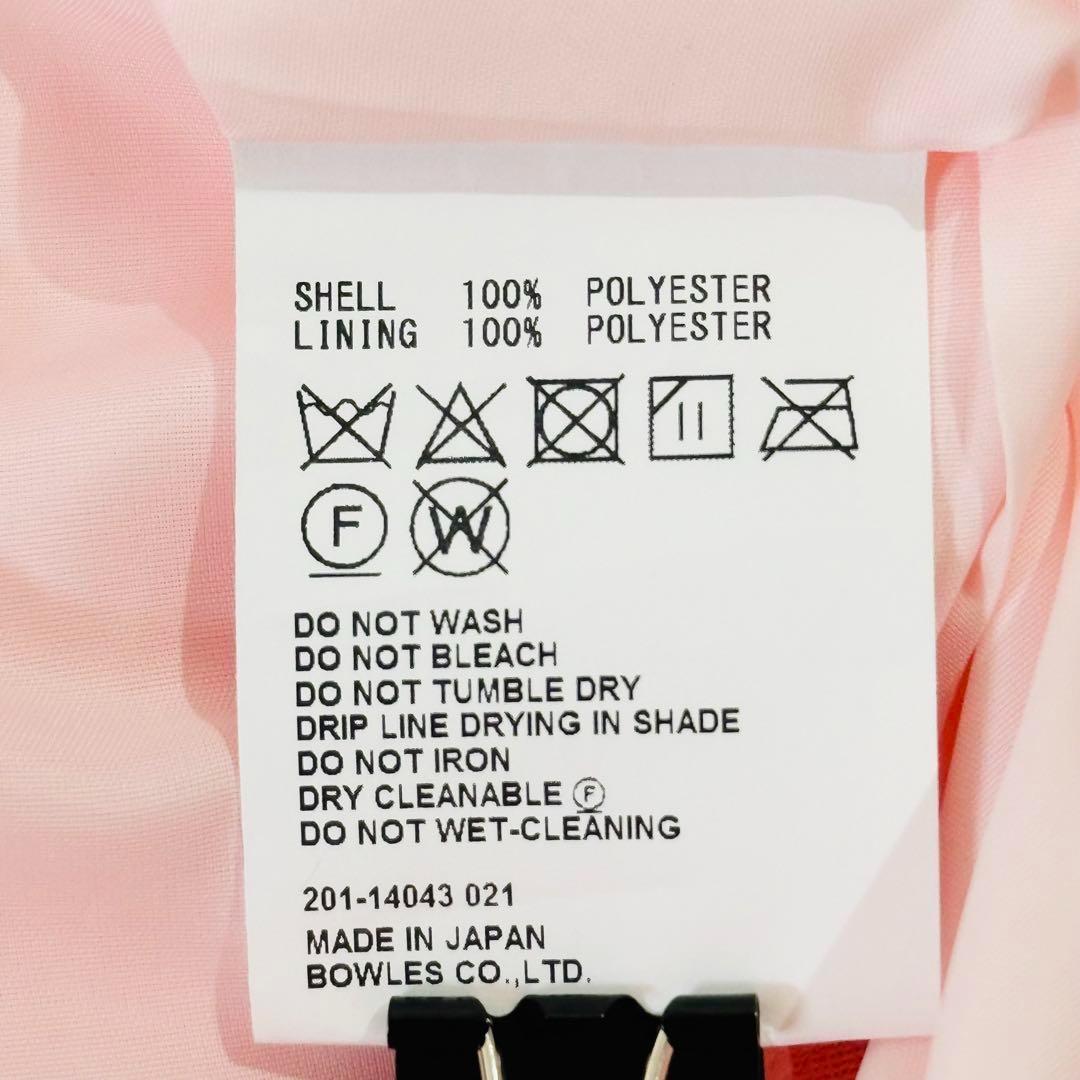 SHELL 100% POLYESTER
LINING 100% POLYESTER
F W
DO NOT WASH
DO NOT BLEACH
DO NOT TUMBLE DRY
DRIP LINE DRYING IN SHADE
DO NOT IRON
DRY CLEANABLE Ⓕ
DO NOT WET-CLEANING
201-14043 021
MADE IN JAPAN
BOWLES CO.,LTD.